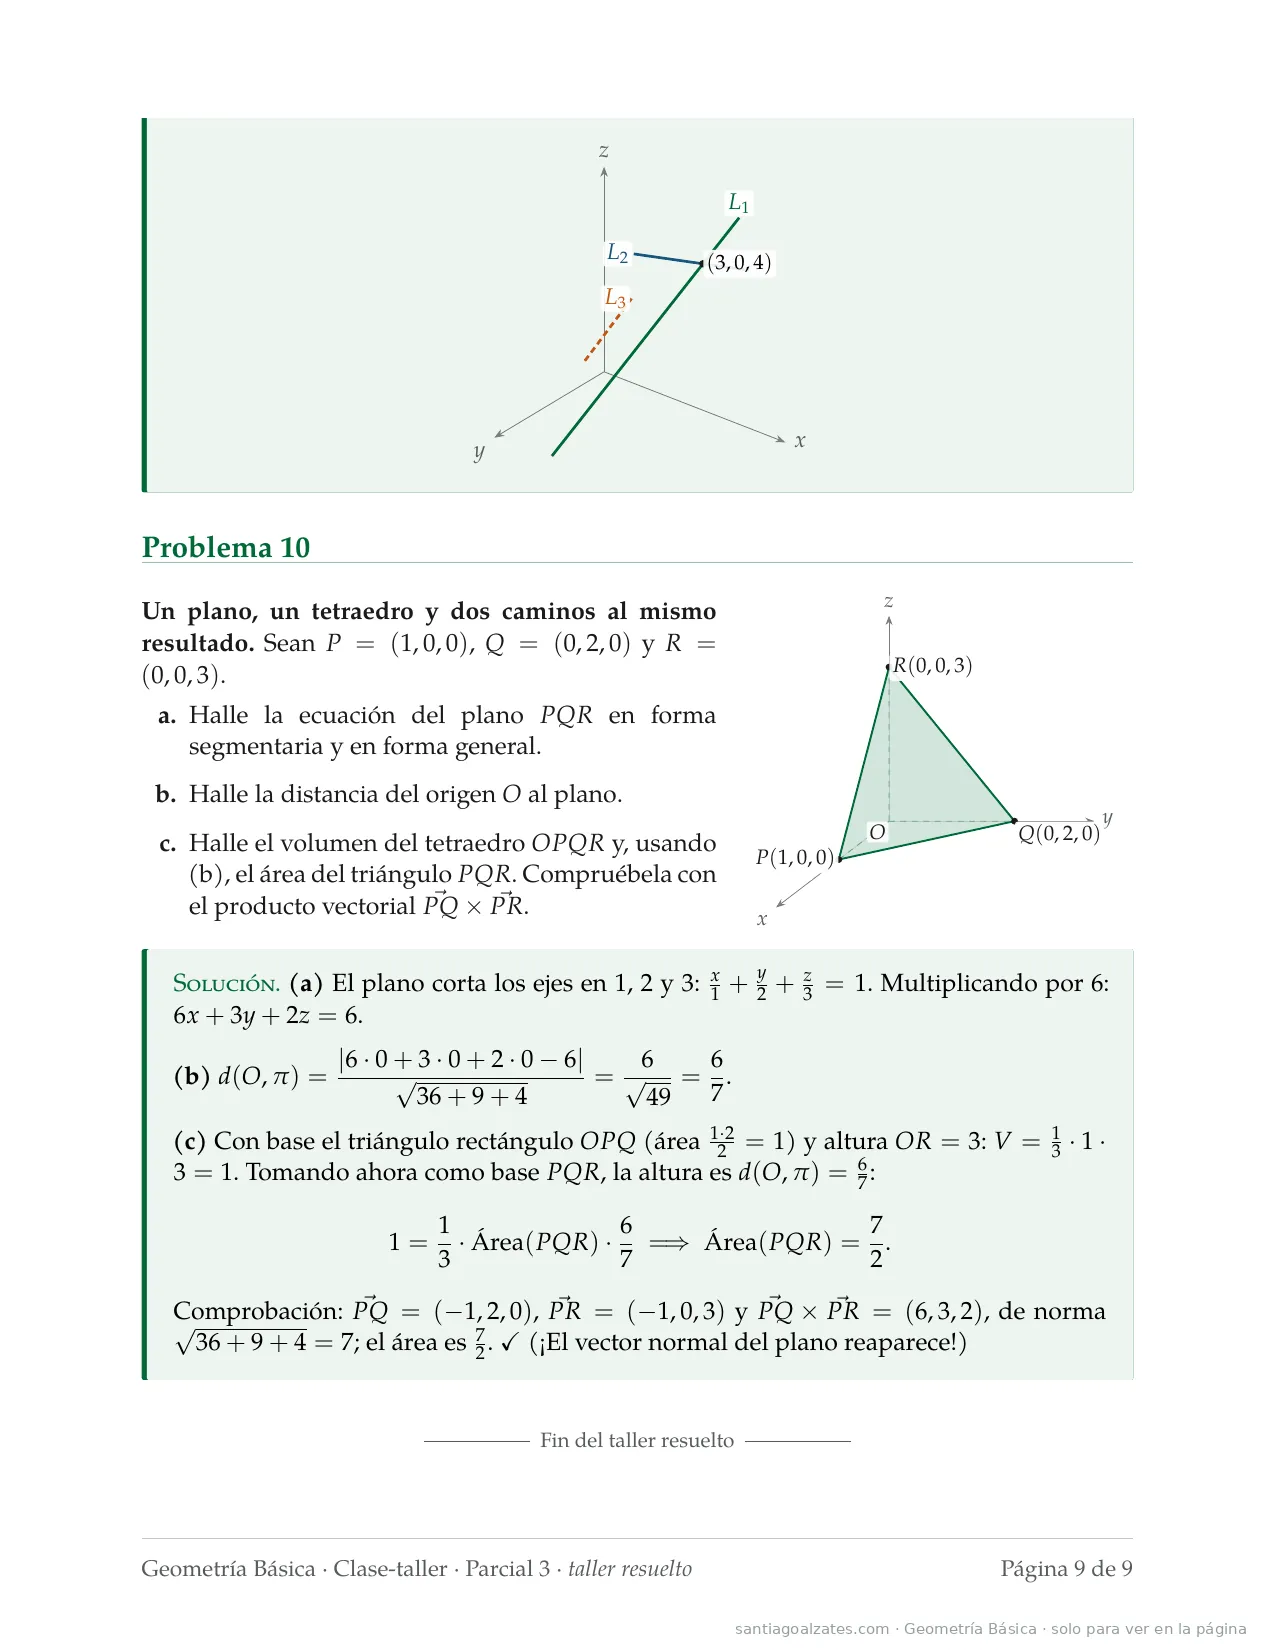 z
L₁
L₂
(3, 0, 4)
L₃
y
x
Problema 10
Un plano, un tetraedro y dos caminos al mismo
resultado. Sean P = (1, 0, 0), Q = (0, 2, 0) y R =
(0, 0, 3).
a. Halle la ecuación del plano PQR en forma
segmentaria y en forma general.
b. Halle la distancia del origen O al plano.
c. Halle el volumen del tetraedro OPQR y, usando
(b), el área del triángulo PQR. Compruébela con
el producto vectorial P⃗Q × P⃗R.
z
R(0, 0, 3)
y
O
Q(0, 2, 0)
P(1, 0, 0)
x
Solución. (a) El plano corta los ejes en 1, 2 y 3: x/1 + y/2 + z/3 = 1. Multiplicando por 6:
6x + 3y + 2z = 6.
(b) d(O, π) = |6 · 0 + 3 · 0 + 2 · 0 − 6| / √(36 + 9 + 4) = 6/√49 = 6/7.
(c) Con base el triángulo rectángulo OPQ (área 1·2/2 = 1) y altura OR = 3: V = 1/3 · 1 ·
3 = 1. Tomando ahora como base PQR, la altura es d(O, π) = 6/7:
1 = 1/3 · Área(PQR) · 6/7 ⟹ Área(PQR) = 7/2.
Comprobación: P⃗Q = (−1, 2, 0), P⃗R = (−1, 0, 3) y P⃗Q × P⃗R = (6, 3, 2), de norma
√(36 + 9 + 4) = 7; el área es 7/2. ✓ (¡El vector normal del plano reaparece!)
Fin del taller resuelto
Geometría Básica · Clase-taller · Parcial 3 · taller resuelto
Página 9 de 9
santiagoalzates.com · Geometría Básica · solo para ver en la página